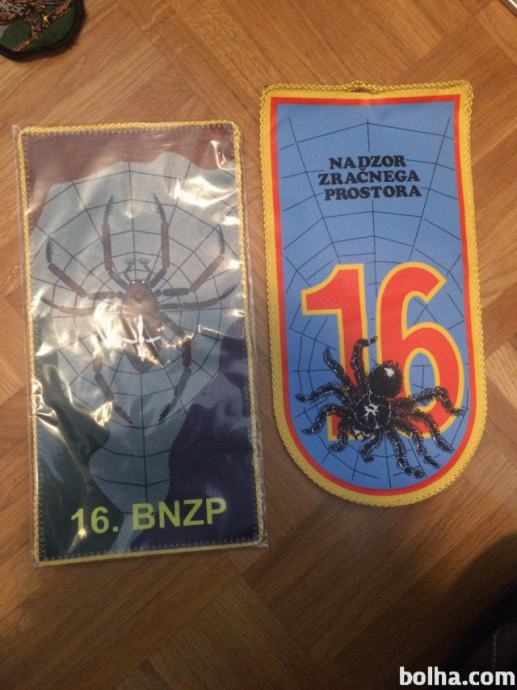 NADZOR
ZRAČNEGA
PROSTORA
16
16. BNZP
bolha.com